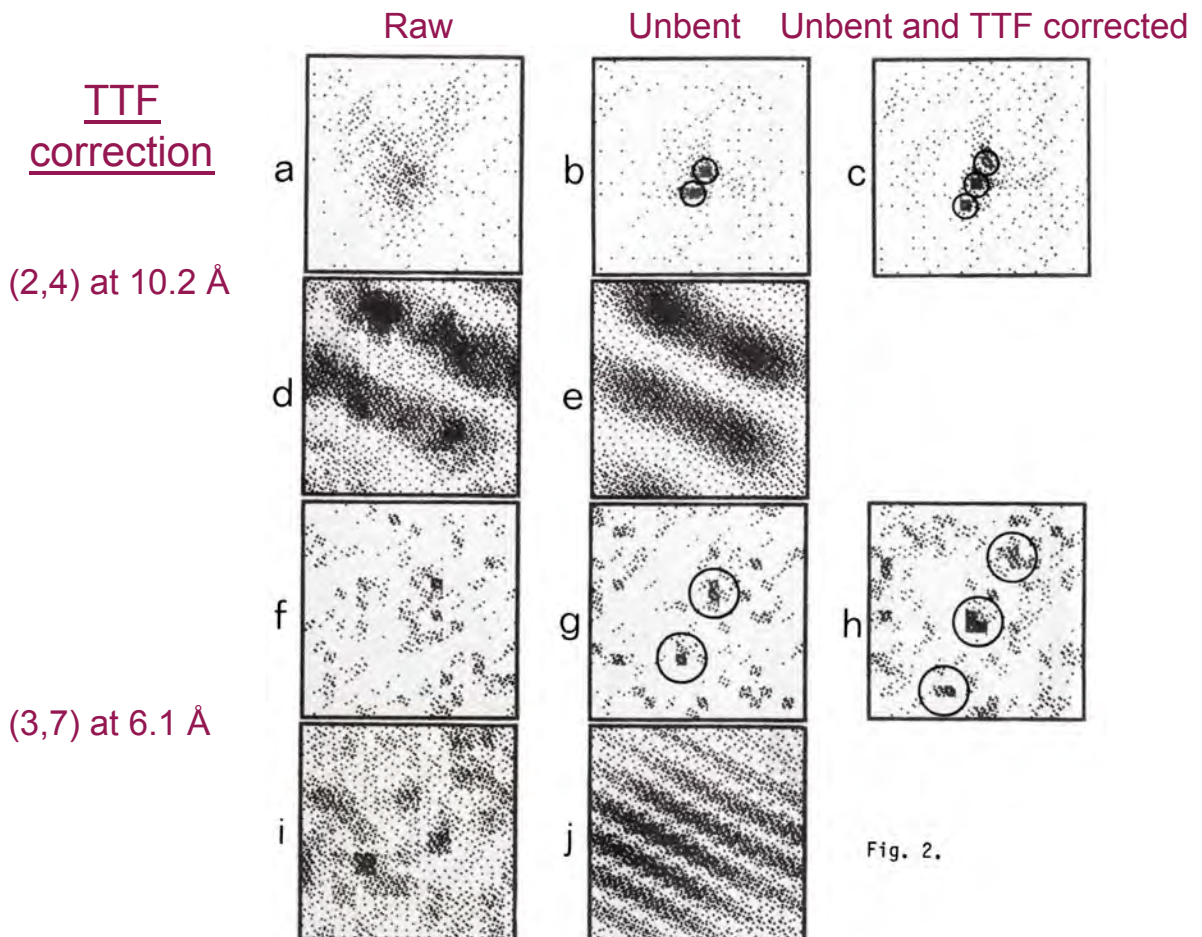 Raw
Unbent
Unbent and TTF corrected
TTF
correction
a
b
c
(2,4) at 10.2 Å
d
e
f
g
h
(3,7) at 6.1 Å
i
j
Fig. 2.